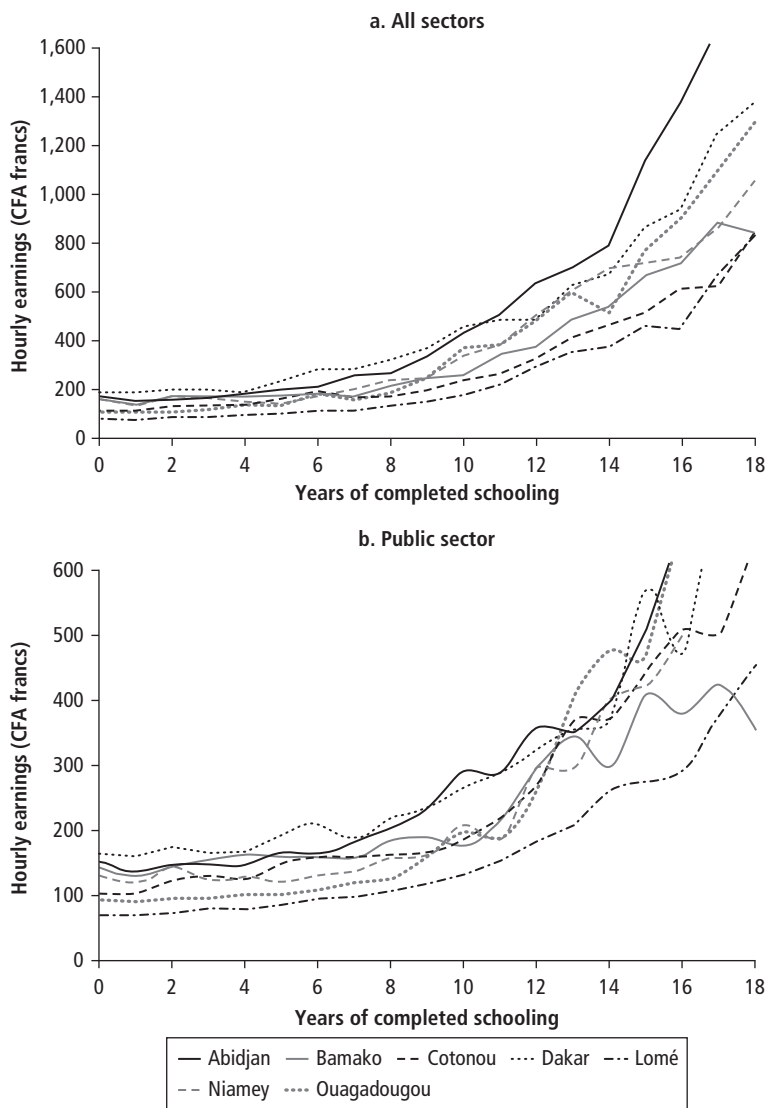 a. All sectors
1,600
1,400
1,200
1,000
800
600
400
200
0
Hourly earnings (CFA francs)
0 2 4 6 8 10 12 14 16 18
Years of completed schooling
b. Public sector
600
500
400
300
200
100
0
Hourly earnings (CFA francs)
0 2 4 6 8 10 12 14 16 18
Years of completed schooling
Abidjan Bamako Cotonou Dakar Lomé
Niamey Ouagadougou